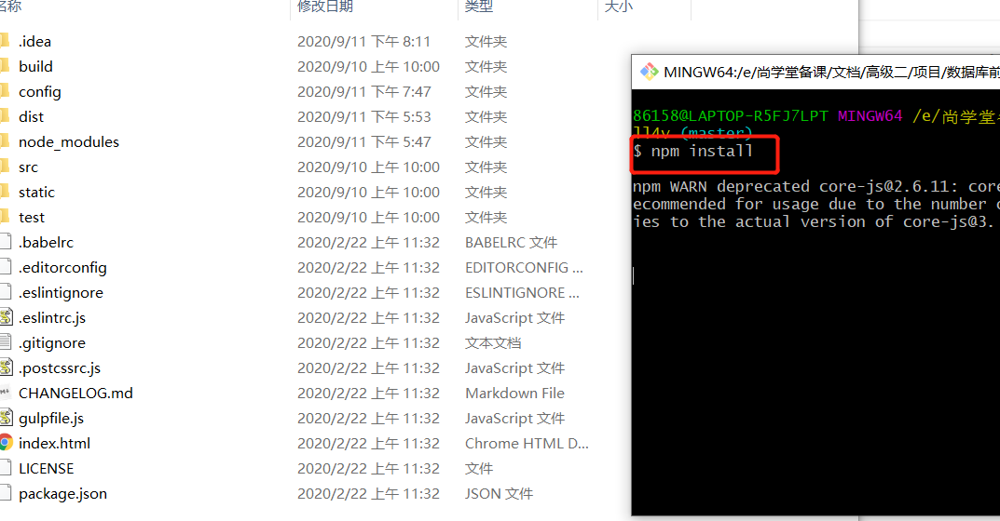 名称 修改日期 类型 大小
.idea 2020/9/11 下午 8:11 文件夹
build 2020/9/10 上午 10:00 文件夹
config 2020/9/11 下午 7:47 文件夹
dist 2020/9/11 下午 5:53 文件夹
node_modules 2020/9/11 下午 5:47 文件夹
src 2020/9/10 上午 10:00 文件夹
static 2020/9/10 上午 10:00 文件夹
test 2020/9/10 上午 10:00 文件夹
.babelrc 2020/2/22 上午 11:32 BABELRC 文件
.editorconfig 2020/2/22 上午 11:32 EDITORCONFIG ...
.eslintignore 2020/2/22 上午 11:32 ESLINTIGNORE ...
.eslintrc.js 2020/2/22 上午 11:32 JavaScript 文件
.gitignore 2020/2/22 上午 11:32 文本文档
.postcssrc.js 2020/2/22 上午 11:32 JavaScript 文件
CHANGELOG.md 2020/2/22 上午 11:32 Markdown File
gulpfile.js 2020/2/22 上午 11:32 JavaScript 文件
index.html 2020/2/22 上午 11:32 Chrome HTML D...
LICENSE 2020/2/22 上午 11:32 文件
package.json 2020/2/22 上午 11:32 JSON 文件
MINGW64:/e/尚学堂备课/文档/高级二/项目/数据库前
86158@LAPTOP-R5FJ7LPT MINGW64 /e/尚学堂
ll4v (master)
$ npm install
npm WARN deprecated core-js@2.6.11: core
ecommended for usage due to the number
ies to the actual version of core-js@3.